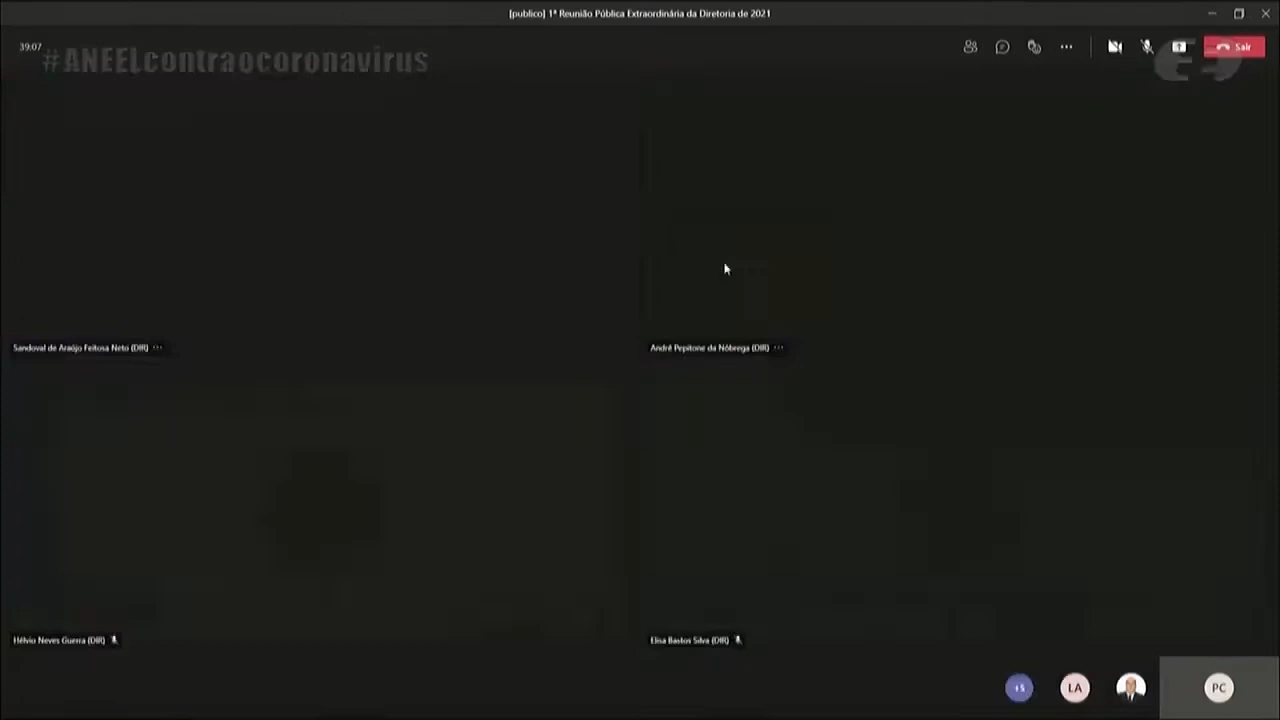 [publico] 1ª Reunião Pública Extraordinária da Diretoria de 2021
39:07
#ANEELcontraocoronavirus
Sair
Sandoval de Araújo Feitosa Neto (DIR)
André Pepitone da Nóbrega (DIR)
Hélvio Neves Guerra (DIR)
Elisa Bastos Silva (DIR)
+5
LA
PC